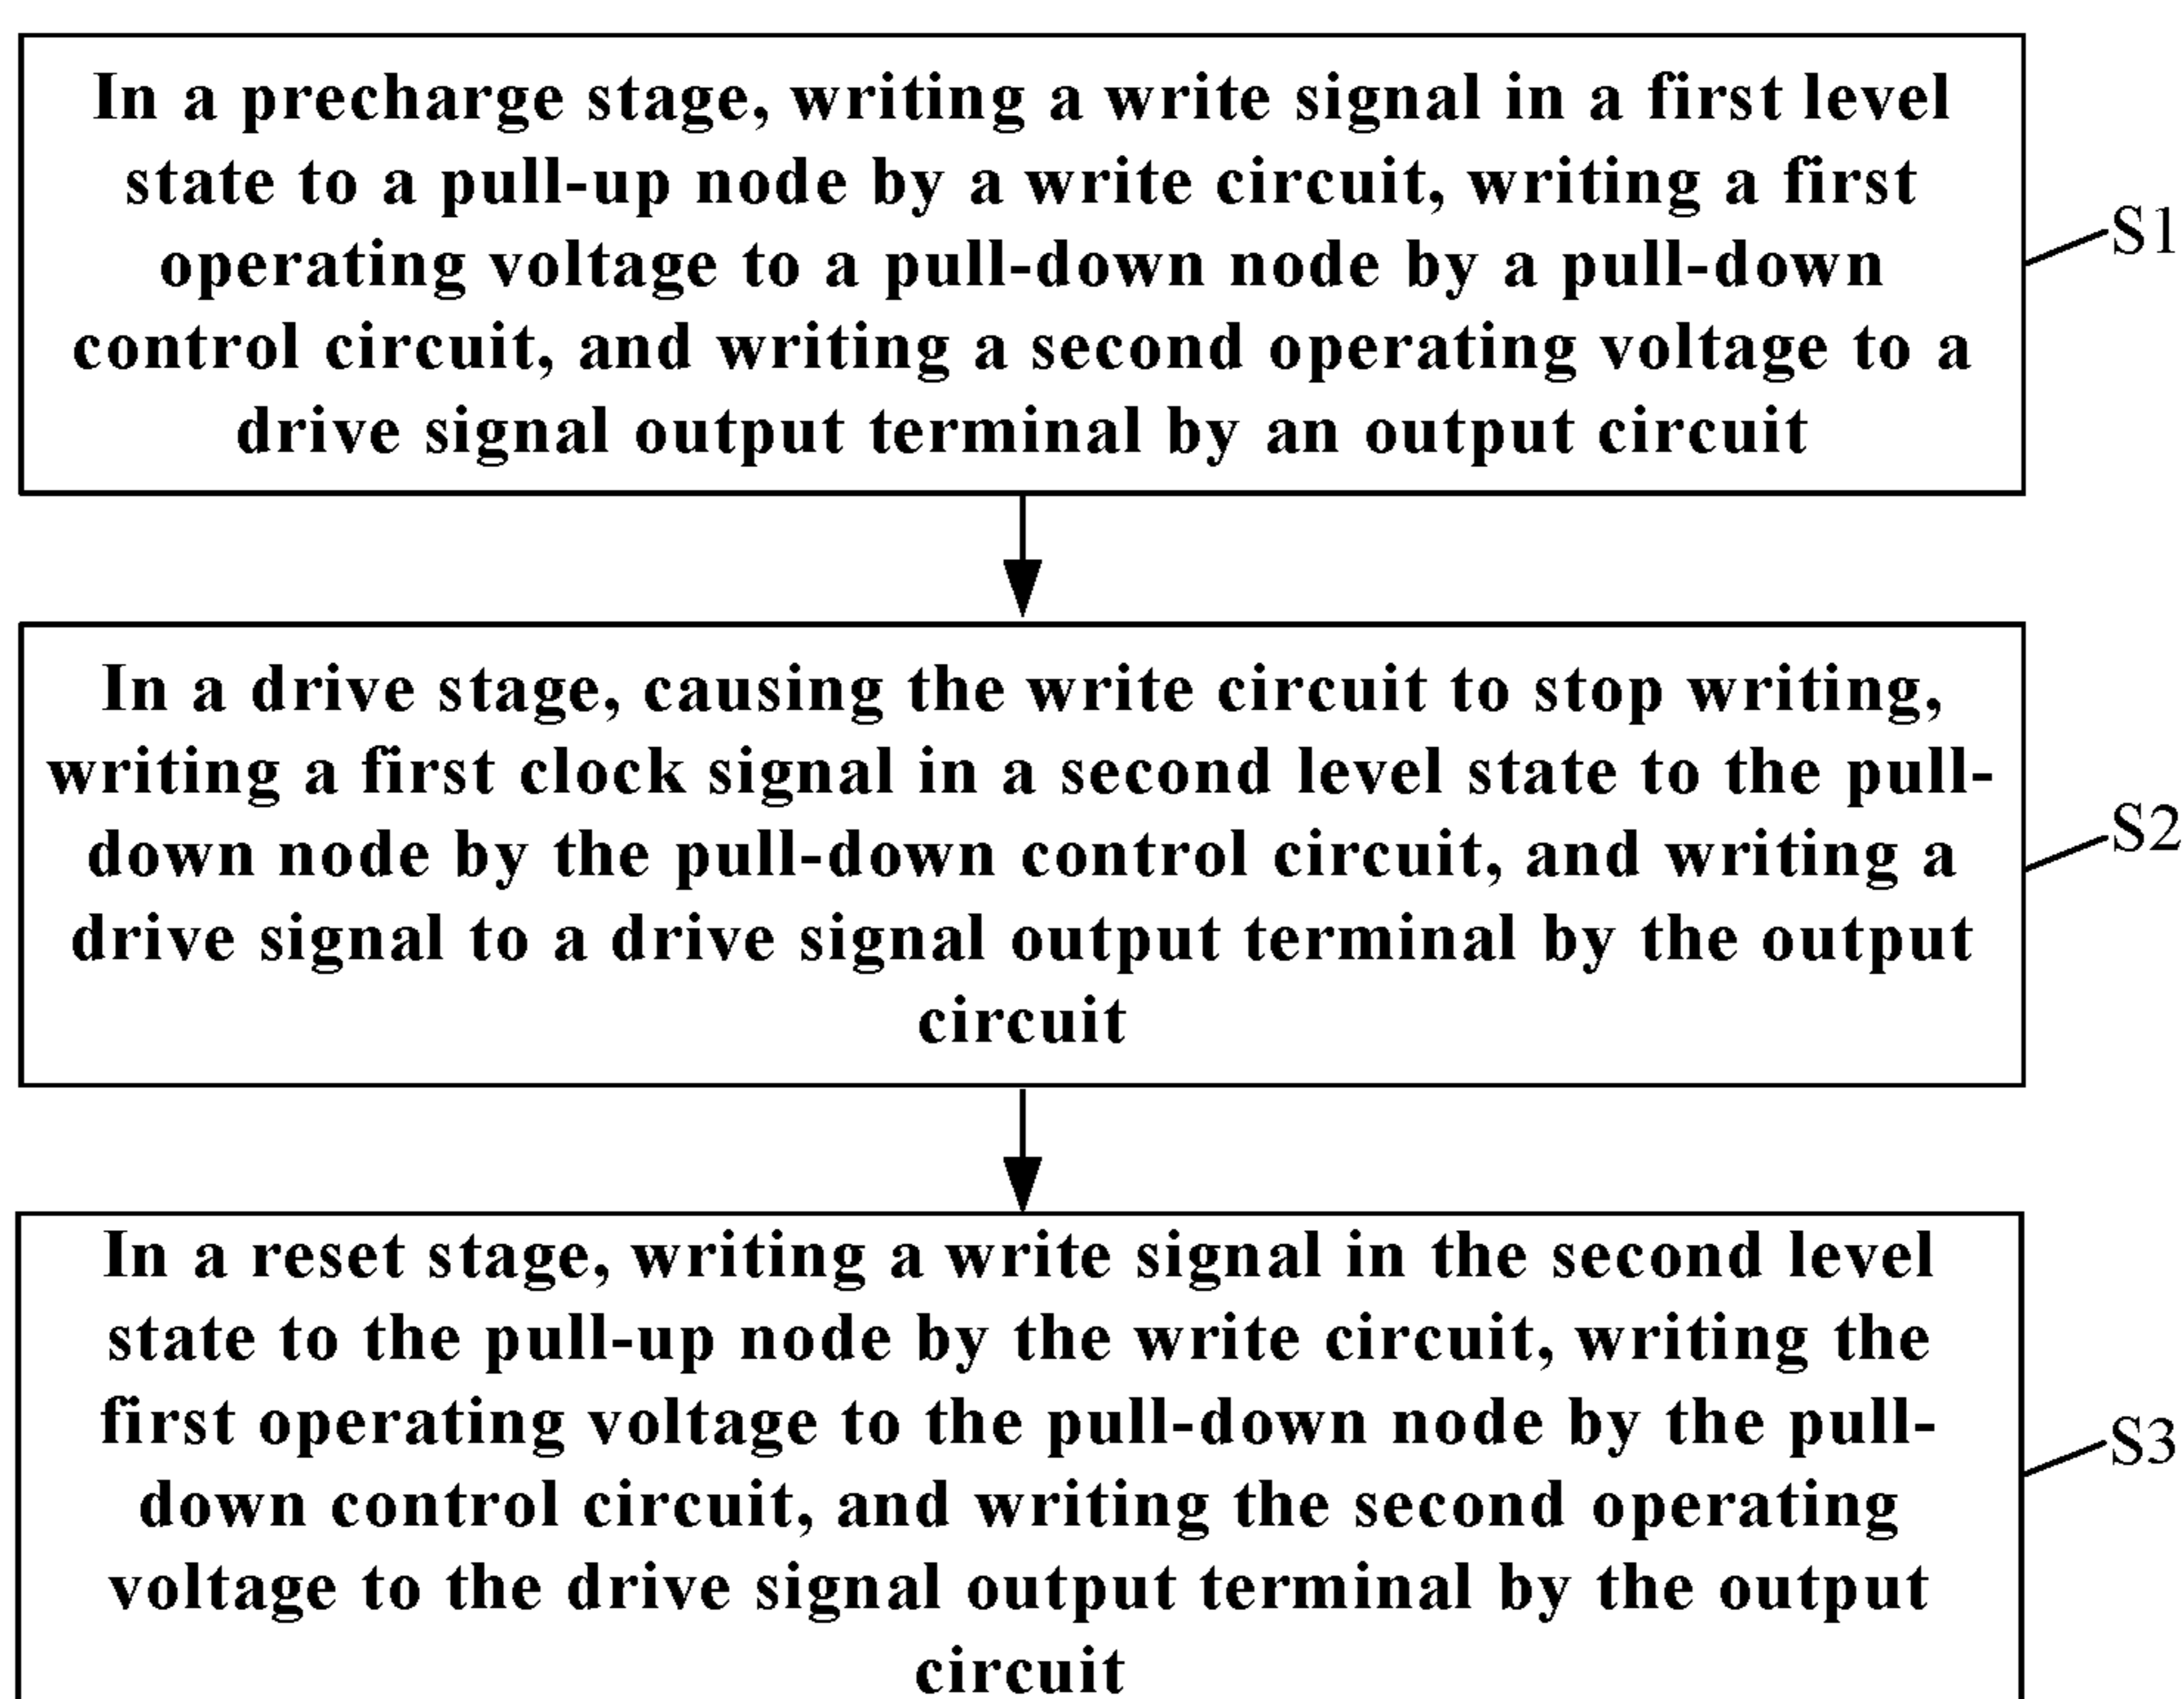 In a precharge stage, writing a write signal in a first level
state to a pull-up node by a write circuit, writing a first
operating voltage to a pull-down node by a pull-down
control circuit, and writing a second operating voltage to a
drive signal output terminal by an output circuit
S1
In a drive stage, causing the write circuit to stop writing,
writing a first clock signal in a second level state to the pull-
down node by the pull-down control circuit, and writing a
drive signal to a drive signal output terminal by the output
circuit
S2
In a reset stage, writing a write signal in the second level
state to the pull-up node by the write circuit, writing the
first operating voltage to the pull-down node by the pull-
down control circuit, and writing the second operating
voltage to the drive signal output terminal by the output
circuit
S3